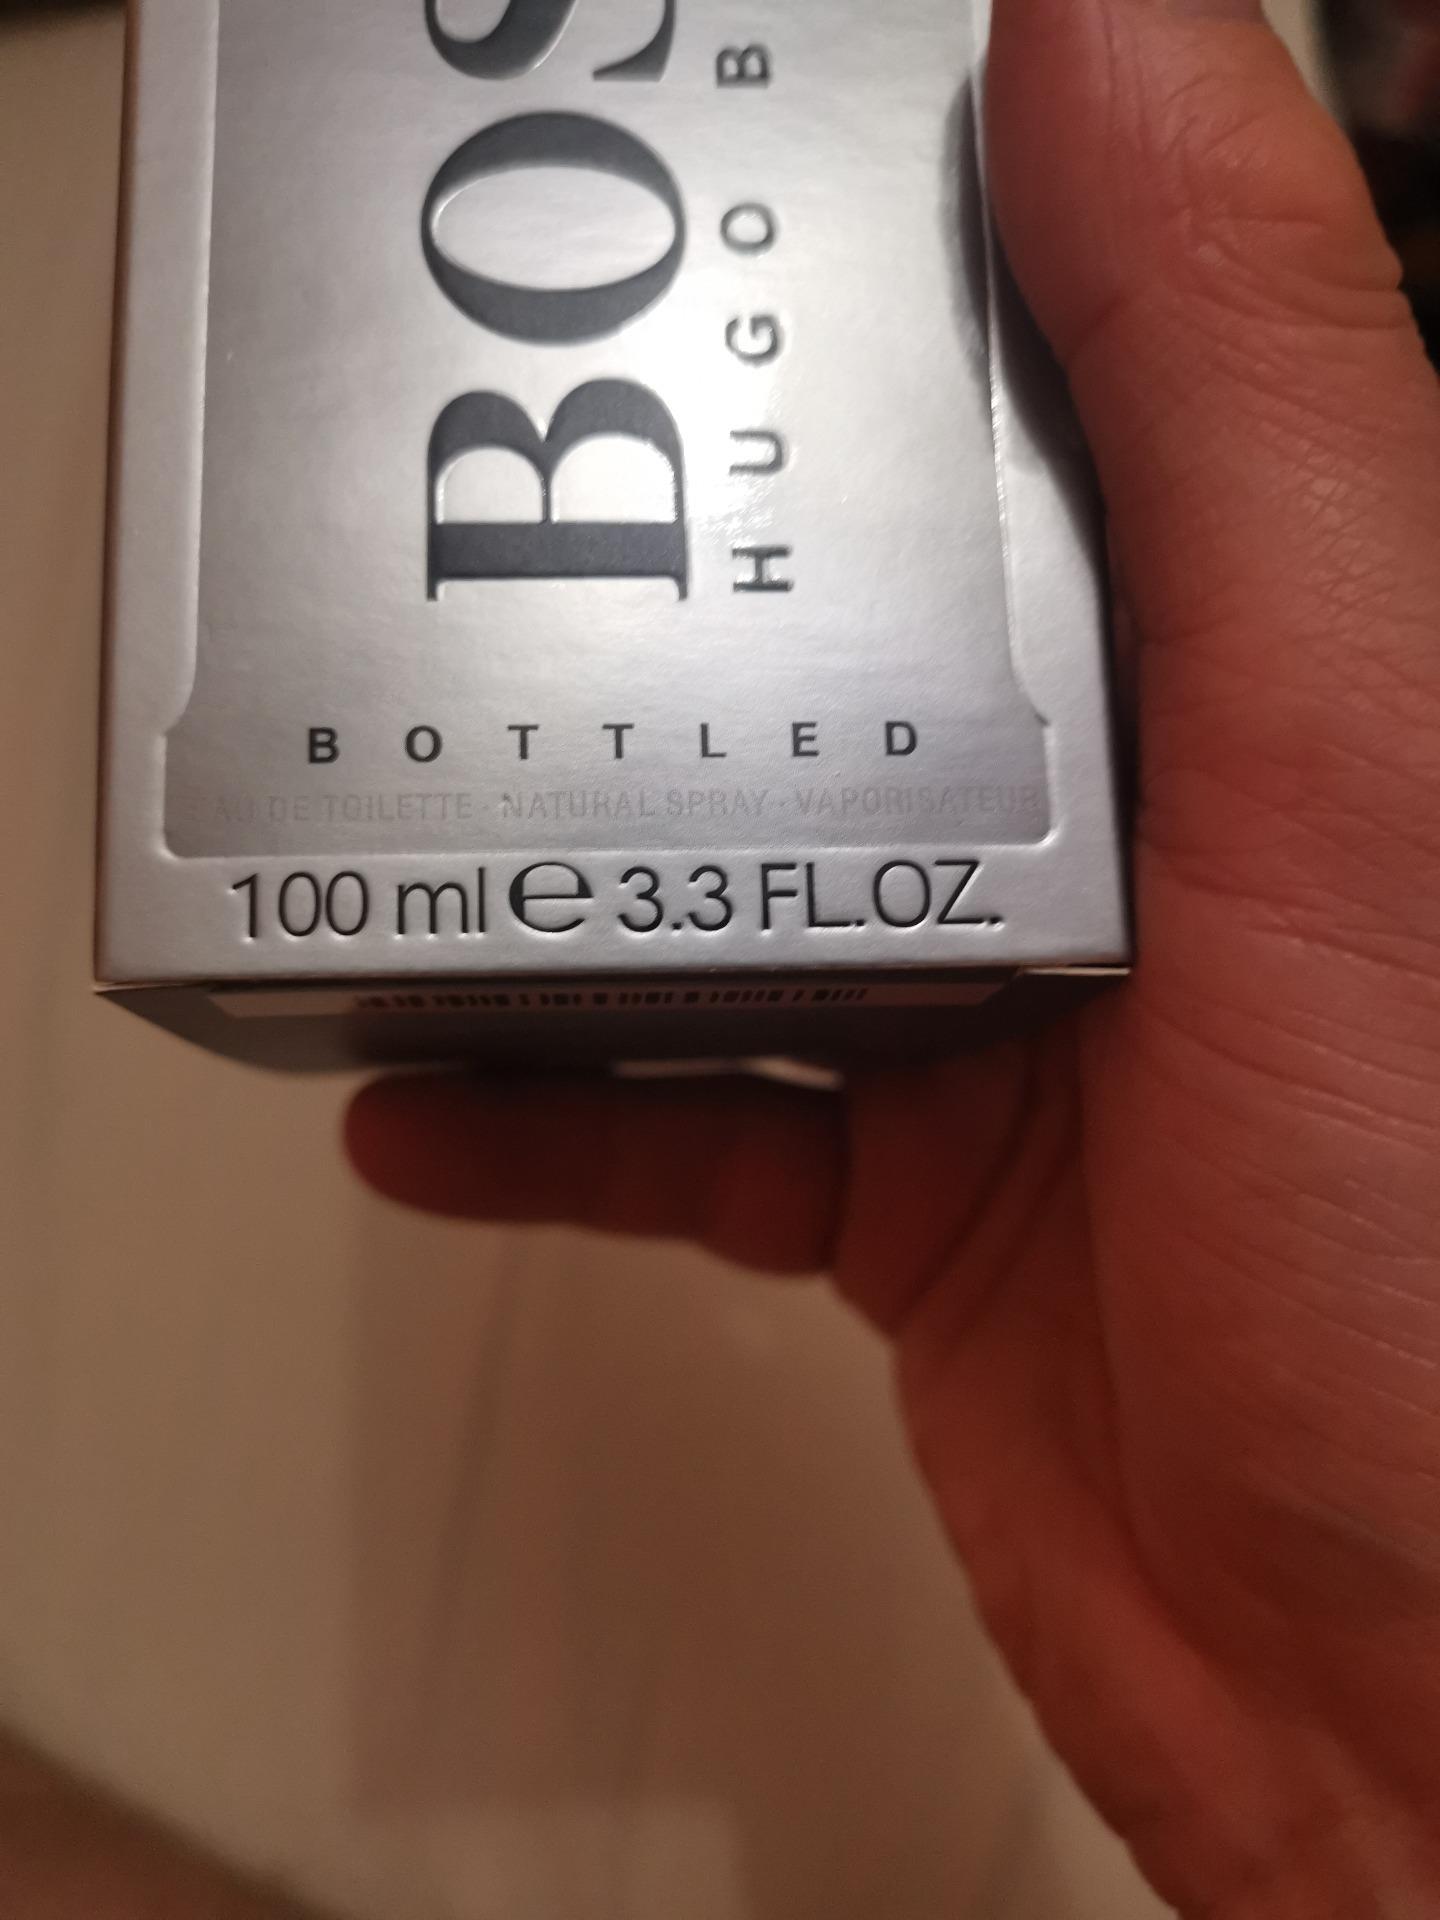 BOS
HUGO B
BOTTLED
EAU DE TOILETTE · NATURAL SPRAY · VAPORISATEUR
100 ml ℮ 3.3 FL.OZ.